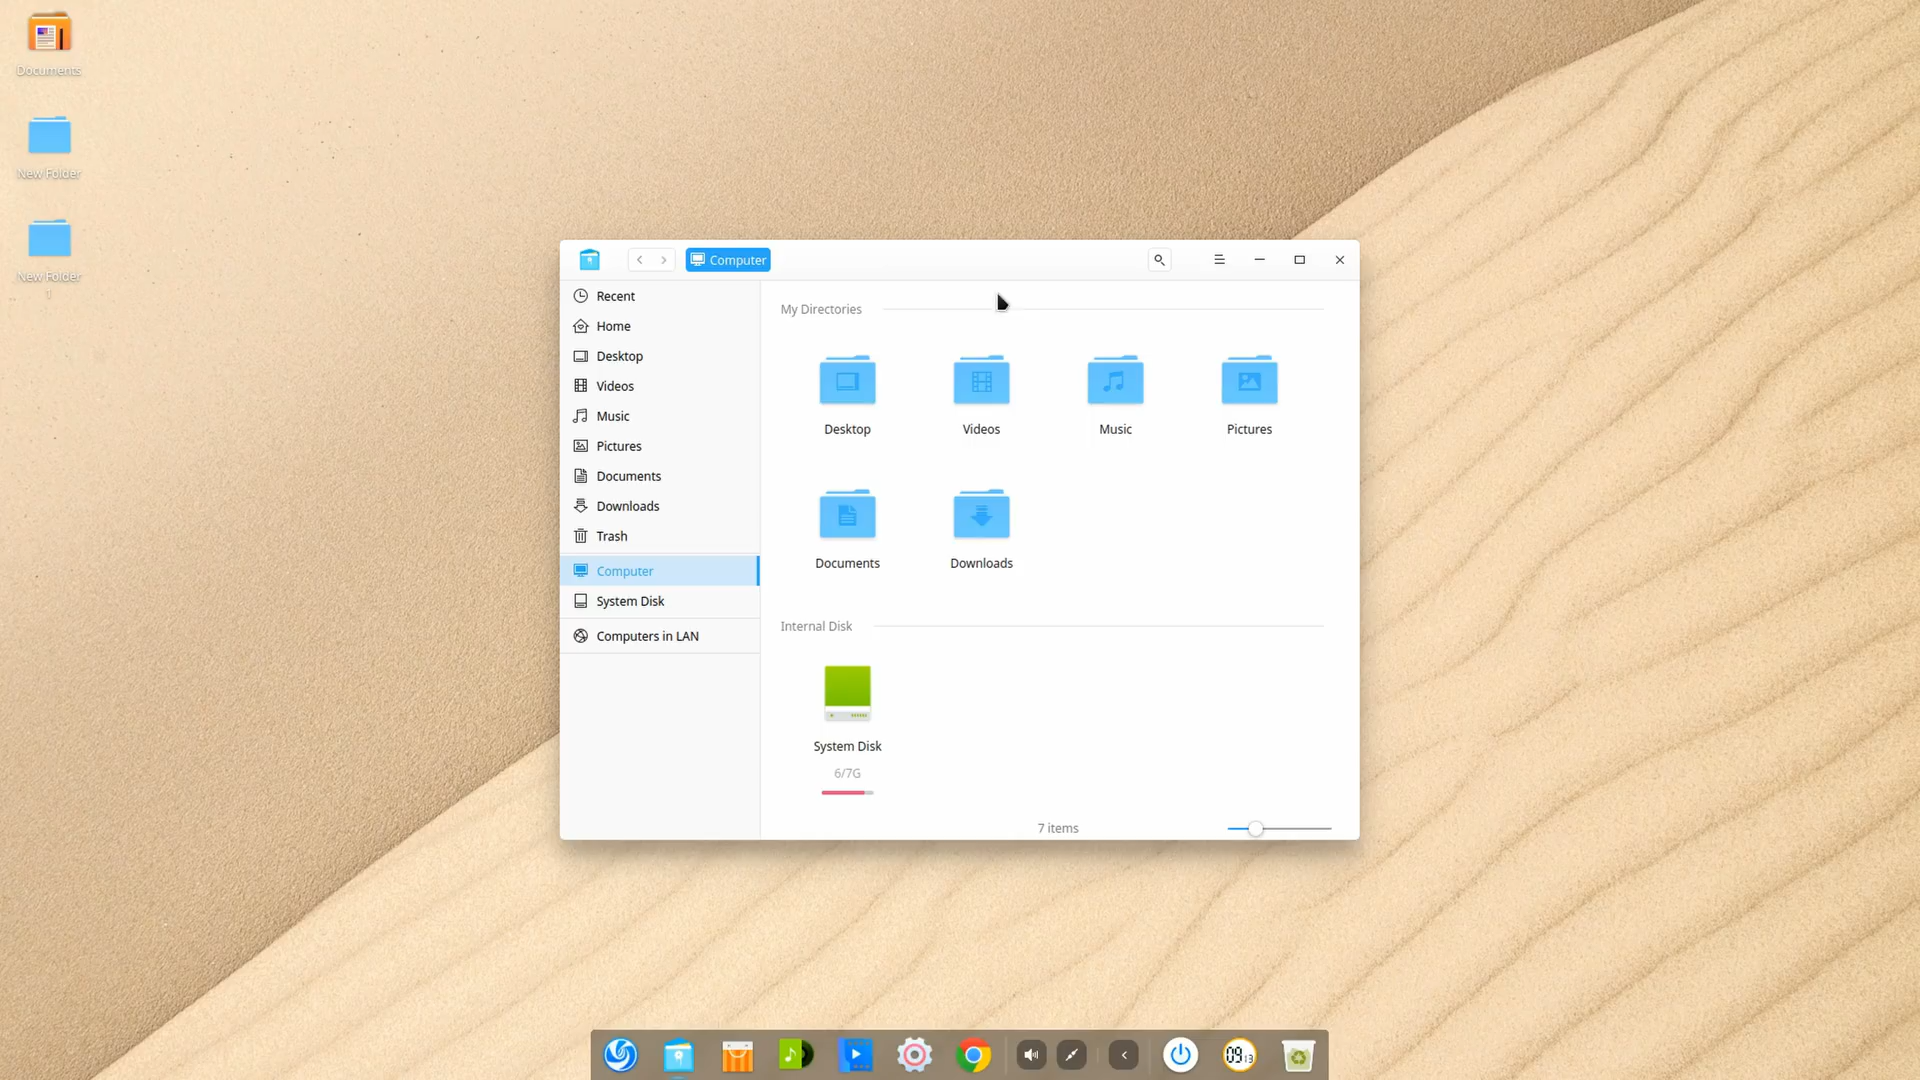 Documents
New Folder
New Folder
1
Computer
Recent
Home
Desktop
Videos
Music
Pictures
Documents
Downloads
Trash
Computer
System Disk
Computers in LAN
My Directories
Desktop
Videos
Music
Pictures
Documents
Downloads
Internal Disk
System Disk
6/7G
7 items
09 13